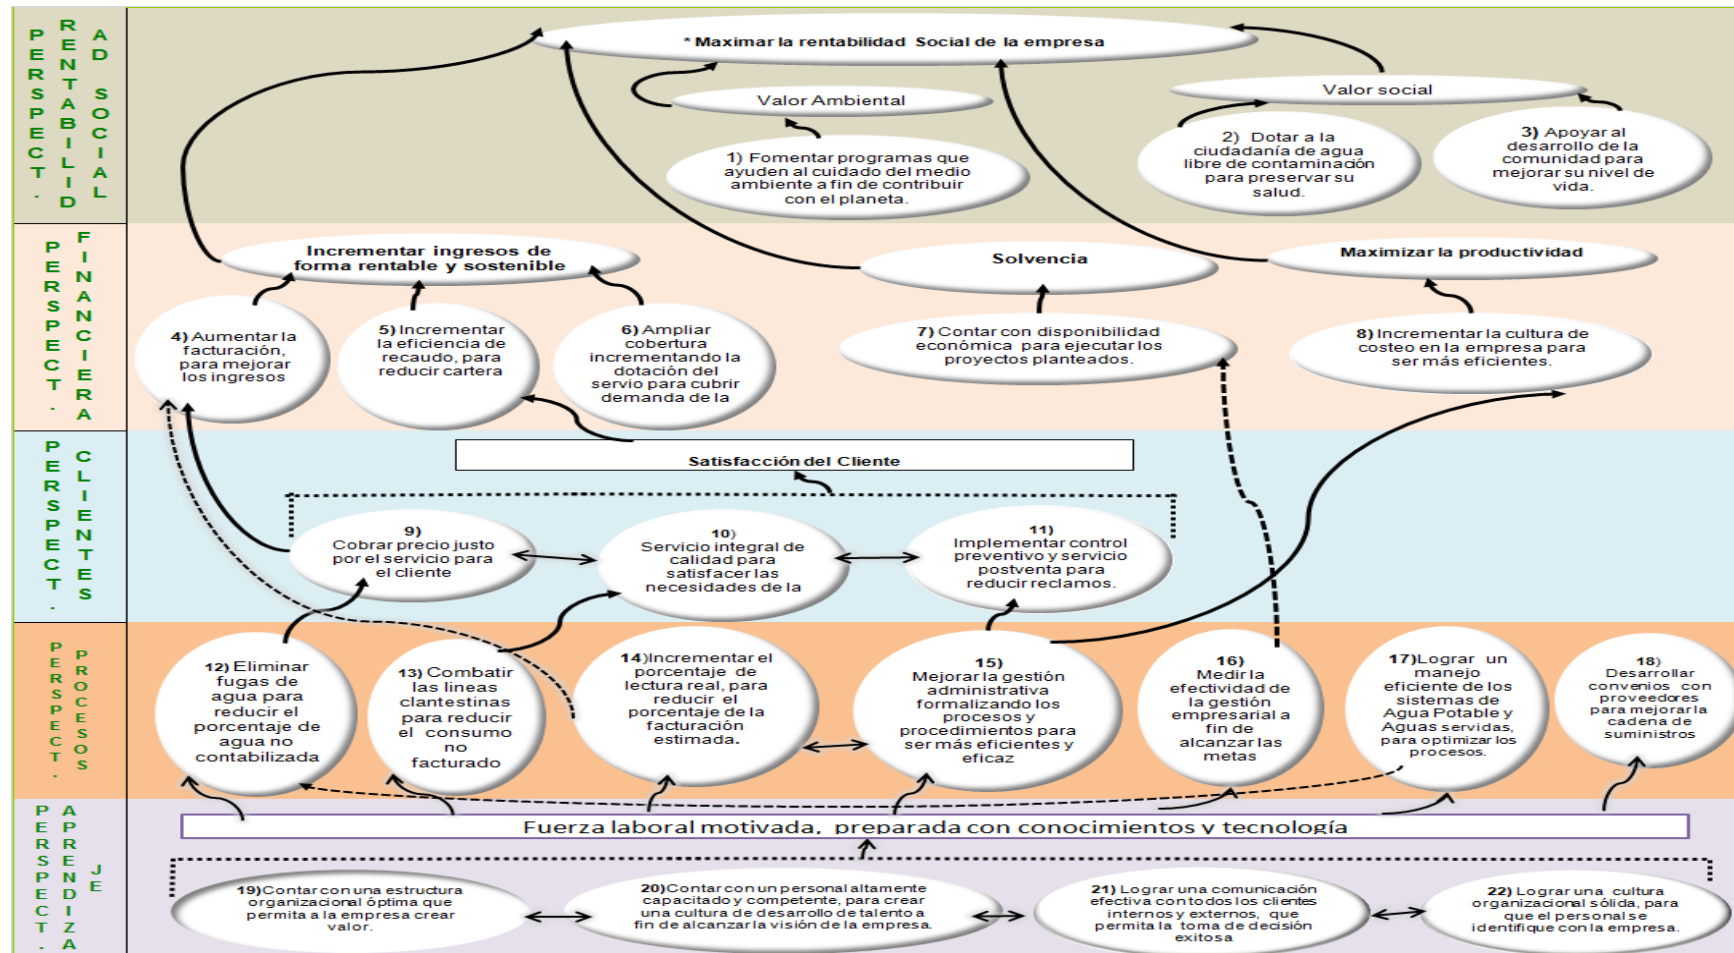 PERSPECT.
RENTABILID
AD SOCIAL
* Maximar la rentabilidad Social de la empresa
Valor Ambiental
Valor social
1) Fomentar programas que
ayuden al cuidado del medio
ambiente a fin de contribuir
con el planeta.
2) Dotar a la
ciudadanía de agua
libre de contaminación
para preservar su
salud.
3) Apoyar al
desarrollo de la
comunidad para
mejorar su nivel de
vida.
PERSPECT.
FINANCIERA
Incrementar ingresos de
forma rentable y sostenible
Solvencia
Maximizar la productividad
4) Aumentar la
facturación,
para mejorar
los ingresos
5) Incrementar
la eficiencia de
recaudo, para
reducir cartera
6) Ampliar
cobertura
incrementando la
dotación del
servio para cubrir
demanda de la
7) Contar con disponibilidad
económica para ejecutar los
proyectos planteados.
8) Incrementar la cultura de
costeo en la empresa para
ser más eficientes.
PERSPECT.
CLIENTES
Satisfacción del Cliente
9)
Cobrar precio justo
por el servicio para
el cliente
10)
Servicio integral de
calidad para
satisfacer las
necesidades de la
11)
Implementar control
preventivo y servicio
postventa para
reducir reclamos.
PERSPECT.
PROCESOS
12) Eliminar
fugas de
agua para
reducir el
porcentaje de
agua no
contabilizada
13) Combatir
las lineas
clantestinas
para reducir
el consumo
no
facturado
14)Incrementar el
porcentaje de
lectura real, para
reducir el
porcentaje de la
facturación
estimada.
15)
Mejorar la gestión
administrativa
formalizando los
procesos y
procedimientos para
ser más eficientes y
eficaz
16)
Medir la
efectividad de
la gestión
empresarial a
fin de
alcanzar las
metas
17)Lograr un
manejo
eficiente de los
sistemas de
Agua Potable y
Aguas servidas,
para optimizar los
procesos.
18)
Desarrollar
convenios con
proveedores
para mejorar la
cadena de
suministros
PERSPECT.
APRENDIZA
JE
Fuerza laboral motivada, preparada con conocimientos y tecnología
19)Contar con una estructura
organizacional óptima que
permita a la empresa crear
valor.
20)Contar con un personal altamente
capacitado y competente, para crear
una cultura de desarrollo de talento a
fin de alcanzar la visión de la empresa.
21) Lograr una comunicación
efectiva con todos los clientes
internos y externos, que
permita la toma de decisión
exitosa
22) Lograr una cultura
organizacional sólida, para
que el personal se
identifique con la empresa.